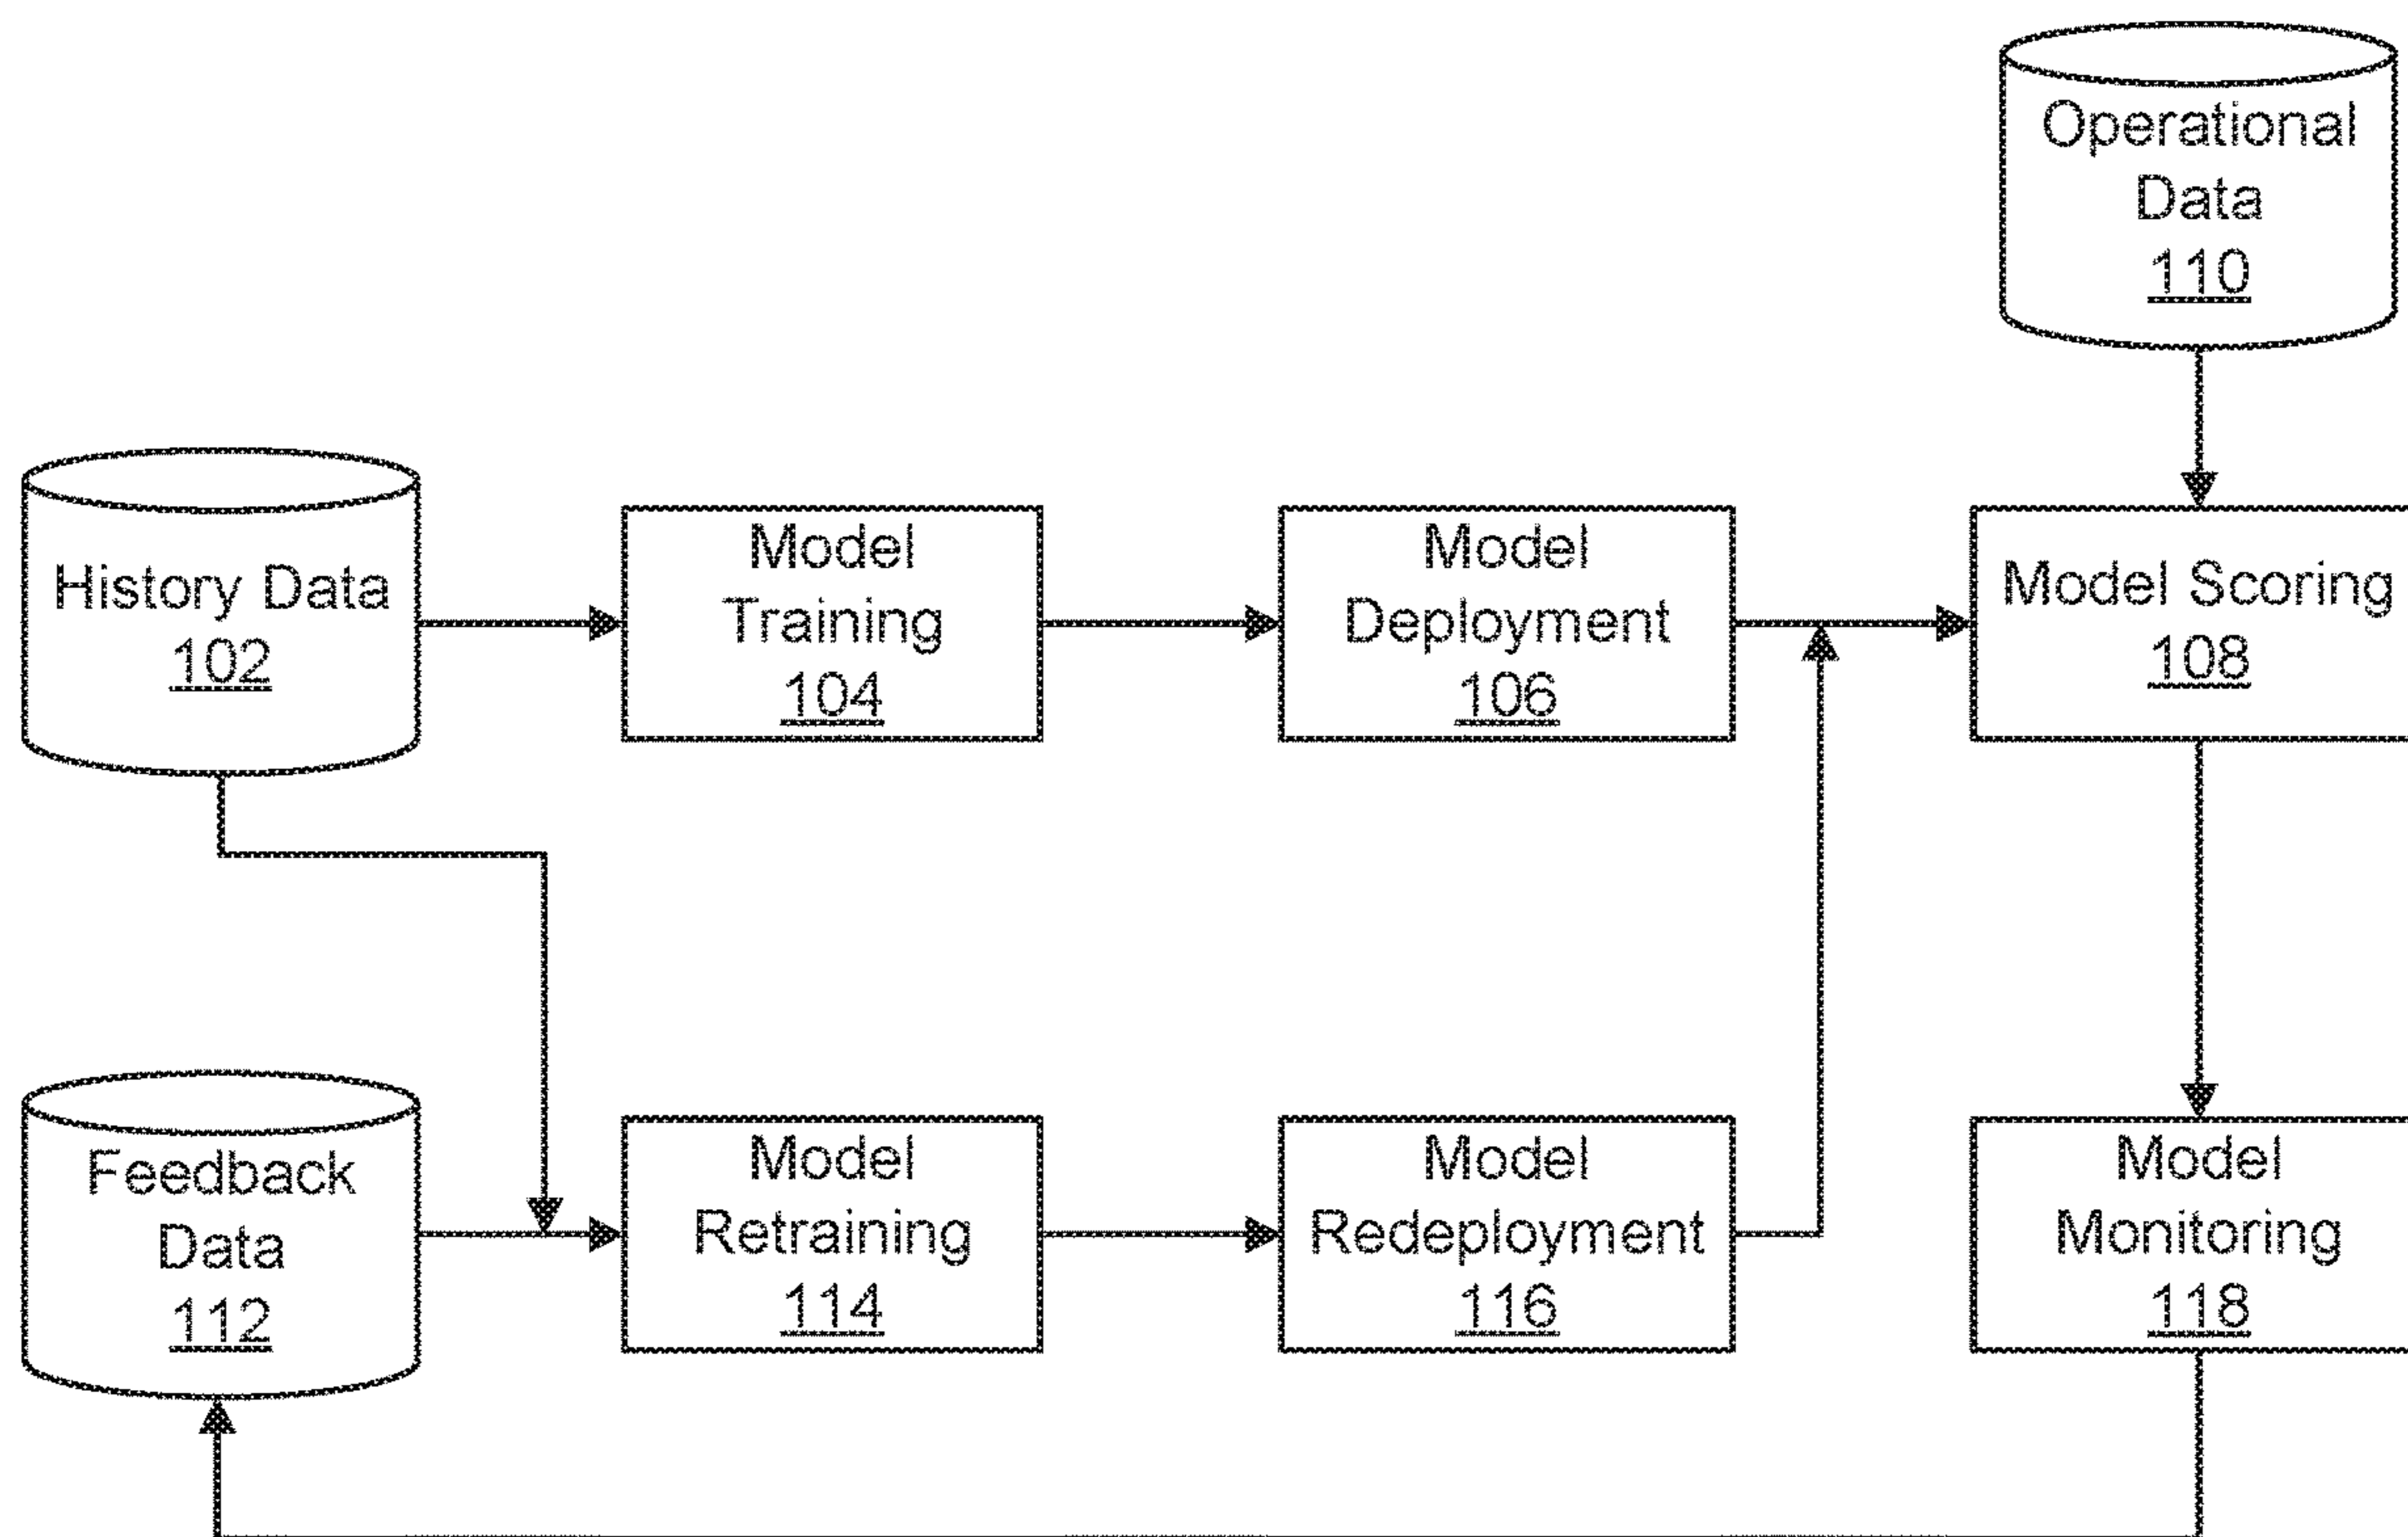 Operational
Data
110
History Data
102
Model
Training
104
Model
Deployment
106
Model Scoring
108
Feedback
Data
112
Model
Retraining
114
Model
Redeployment
116
Model
Monitoring
118